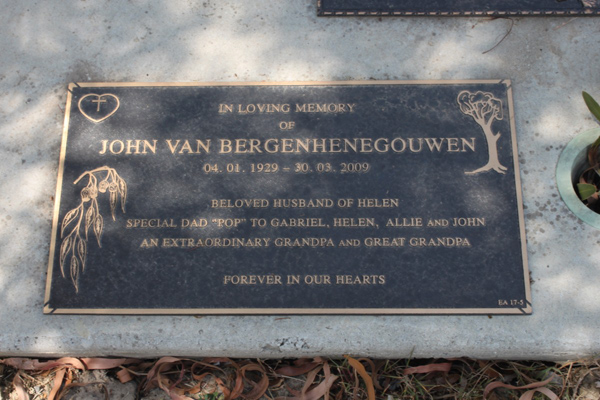 IN LOVING MEMORY
OF
JOHN VAN BERGENHENEGOUWEN
04. 01. 1929 – 30. 03. 2009
BELOVED HUSBAND OF HELEN
SPECIAL DAD "POP" TO GABRIEL, HELEN, ALLIE AND JOHN
AN EXTRAORDINARY GRANDPA AND GREAT GRANDPA
FOREVER IN OUR HEARTS
EA 17-5